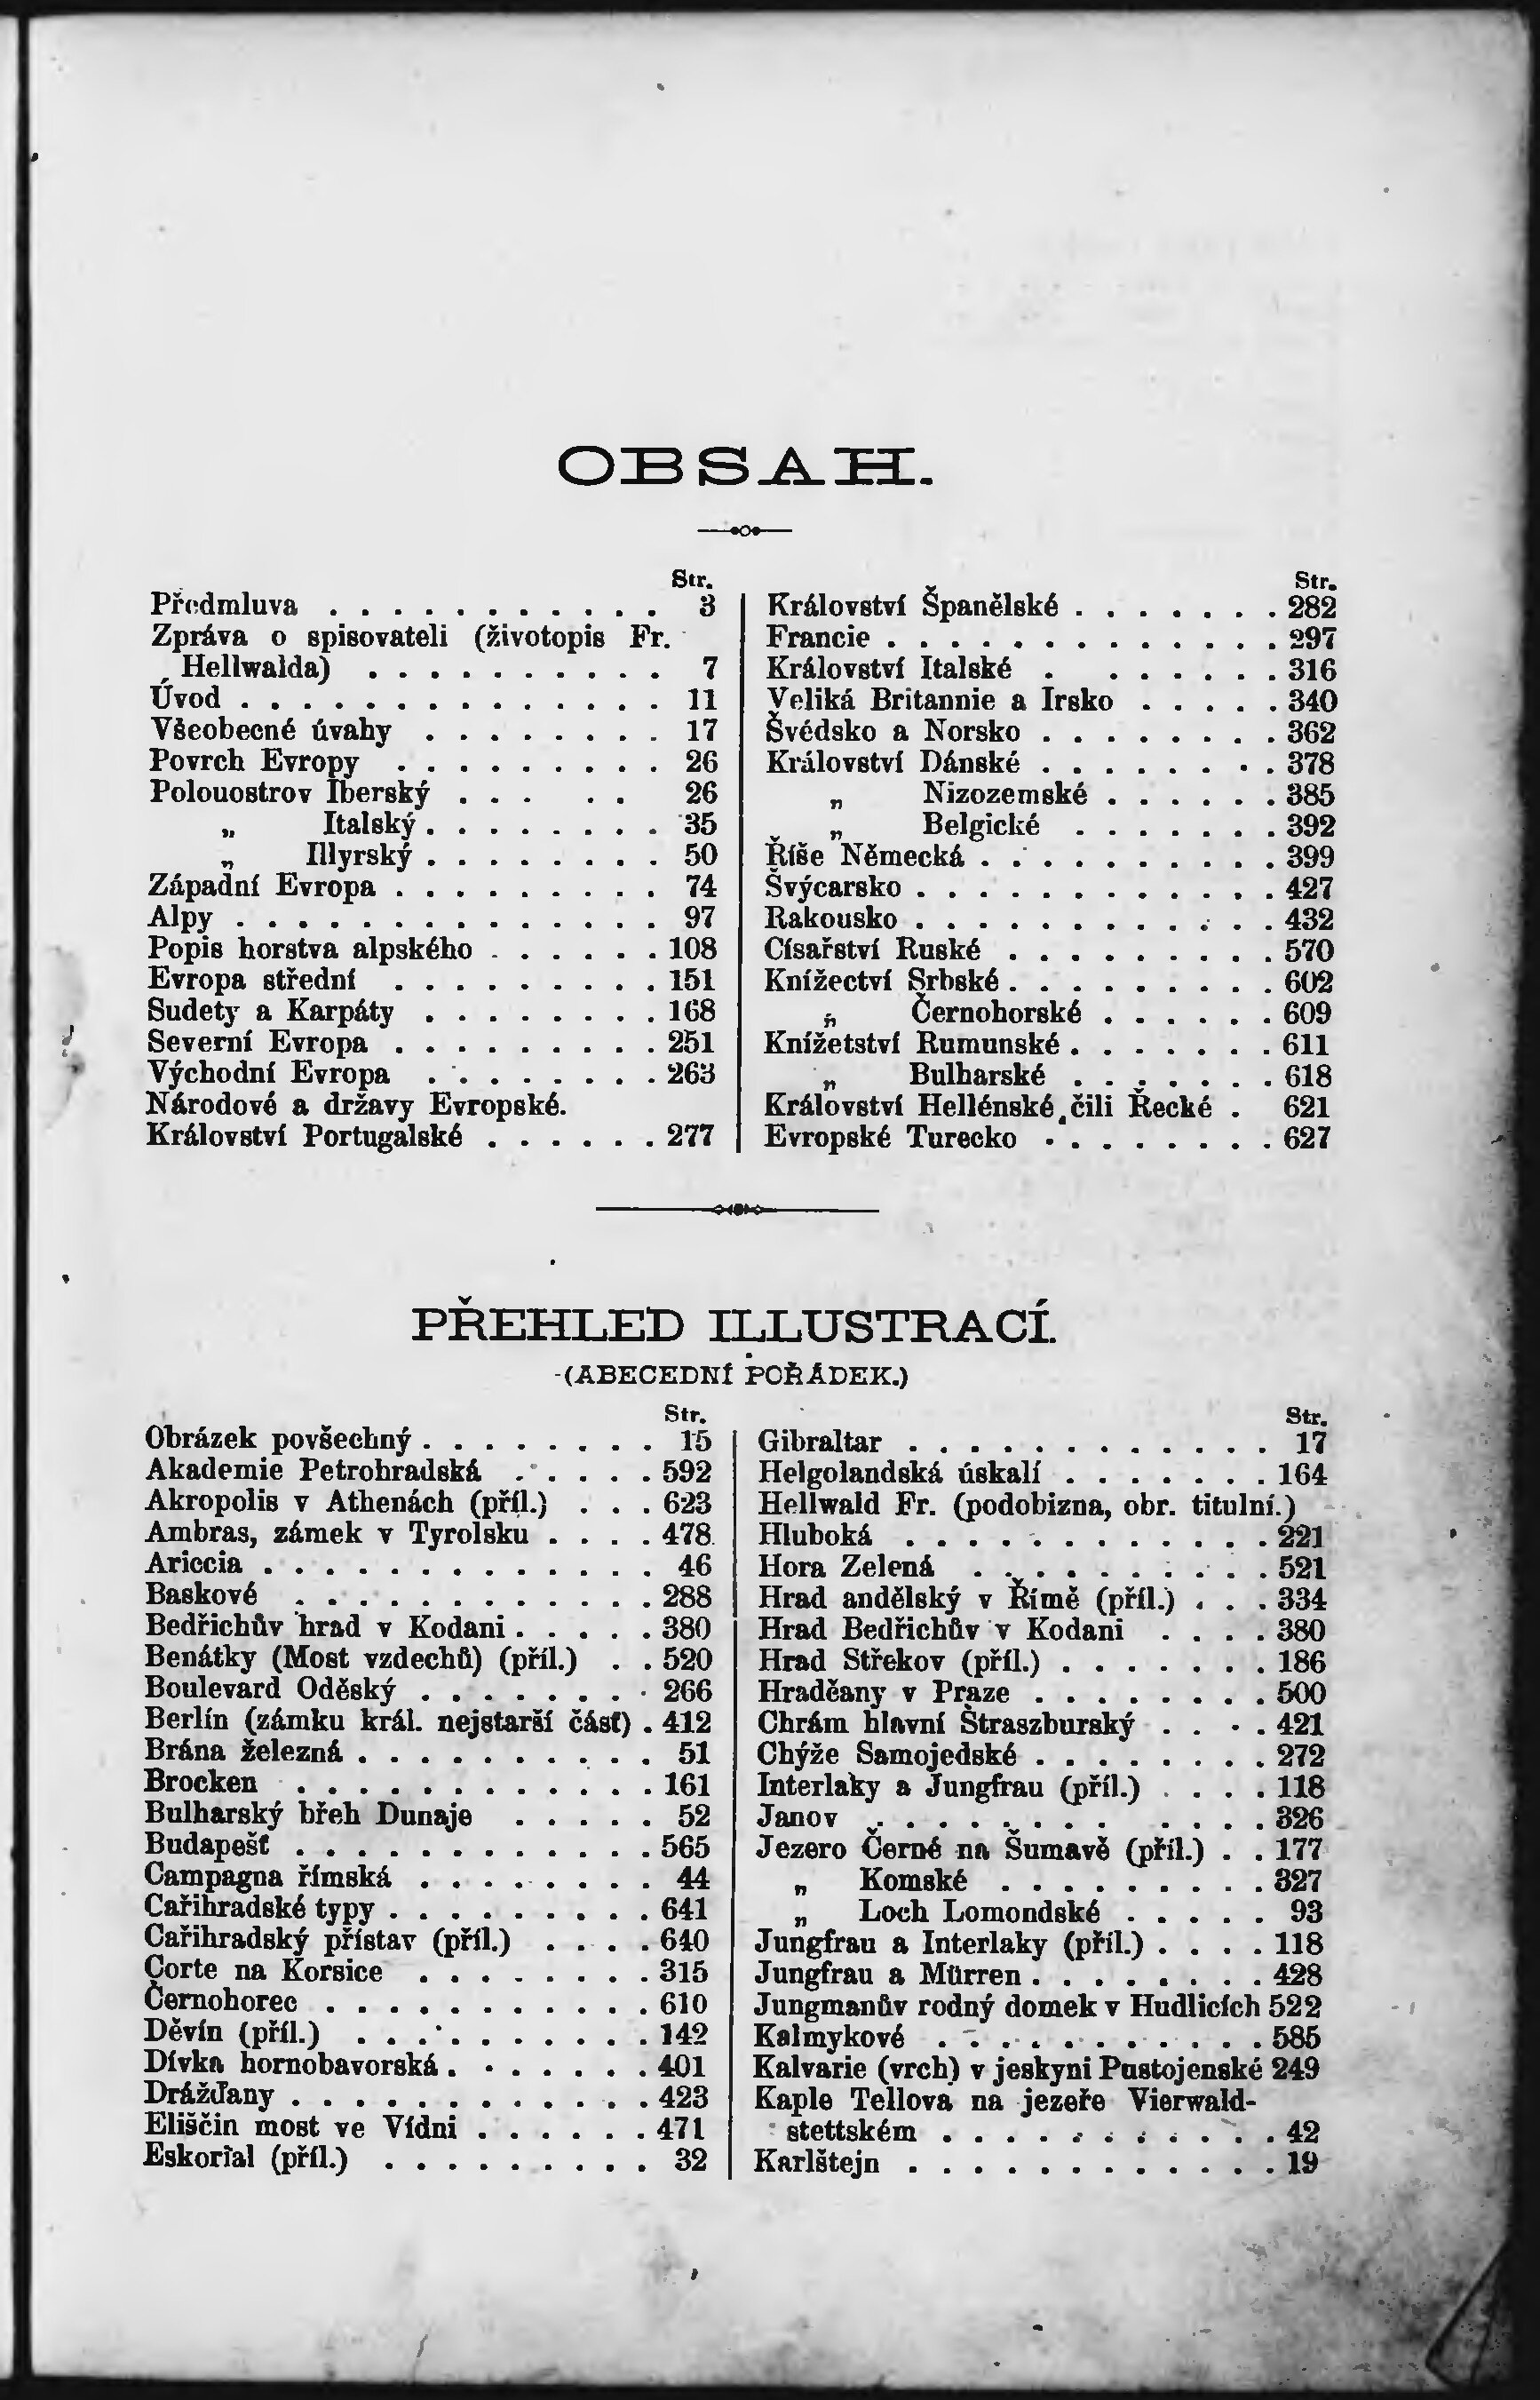 OBSAH.
Str.
Předmluva . . . . . . . . . . . 3
Zpráva o spisovateli (životopis Fr.
Hellwalda) . . . . . . . . . . 7
Úvod . . . . . . . . . . . . . . 11
Všeobecné úvahy . . . . . . . . 17
Povrch Evropy . . . . . . . . . 26
Polouostrov Iberský . . . . . 26
„ Italský . . . . . . . . 35
„ Illyrský . . . . . . . . 50
Západní Evropa . . . . . . . . . 74
Alpy . . . . . . . . . . . . . . 97
Popis horstva alpského . . . . . . 108
Evropa střední . . . . . . . . . 151
Sudety a Karpáty . . . . . . . . 168
Severní Evropa . . . . . . . . . 251
Východní Evropa . . . . . . . . 263
Národové a državy Evropské.
Království Portugalské . . . . . . 277
Str.
Království Španělské . . . . . . . 282
Francie . . . . . . . . . . . . . 297
Království Italské . . . . . . . 316
Veliká Britannie a Irsko . . . . . 340
Švédsko a Norsko . . . . . . . . 362
Království Dánské . . . . . . . . 378
„ Nizozemské . . . . . . 385
„ Belgické . . . . . . . 392
Říše Německá . . . . . . . . . . 399
Švýcarsko . . . . . . . . . . . . 427
Rakousko . . . . . . . . . . . . 432
Císařství Ruské . . . . . . . . . 570
Knížectví Srbské . . . . . . . . . 602
„ Černohorské . . . . . . 609
Knížetství Rumunské . . . . . . . 611
„ Bulharské . . . . . . . 618
Království Hellénské čili Řecké . 621
Evropské Turecko . . . . . . . . 627
PŘEHLED ILLUSTRACÍ.
(ABECEDNÍ POŘÁDEK.)
Str.
Obrázek povšechný . . . . . . . . 15
Akademie Petrohradská . . . . . 592
Akropolis v Athenách (příl.) . . . 623
Ambras, zámek v Tyrolsku . . . . 478
Ariccia . . . . . . . . . . . . . 46
Baskové . . . . . . . . . . . . 288
Bedřichův hrad v Kodani . . . . . 380
Benátky (Most vzdechů) (příl.) . . 520
Boulevard Oděský . . . . . . . . 266
Berlín (zámku král. nejstarší část) . 412
Brána železná . . . . . . . . . . 51
Brocken . . . . . . . . . . . . 161
Bulharský břeh Dunaje . . . . . 52
Budapešť . . . . . . . . . . . . 565
Campagna římská . . . . . . . . 44
Cařihradské typy . . . . . . . . . 641
Cařihradský přístav (příl.) . . . . 640
Corte na Korsice . . . . . . . . 315
Černohorec . . . . . . . . . . . 610
Děvín (příl.) . . . . . . . . . . 142
Dívka hornobavorská . . . . . . . 401
Drážďany . . . . . . . . . . . . 423
Eliščin most ve Vídni . . . . . . 471
Eskorial (příl.) . . . . . . . . . 32
Str.
Gibraltar . . . . . . . . . . . . 17
Helgolandská úskalí . . . . . . . 164
Hellwald Fr. (podobizna, obr. titulní.)
Hluboká . . . . . . . . . . . . 221
Hora Zelená . . . . . . . . . . 521
Hrad andělský v Římě (příl.) . . . 334
Hrad Bedřichův v Kodani . . . . 380
Hrad Střekov (příl.) . . . . . . . 186
Hradčany v Praze . . . . . . . . 500
Chrám hlavní Straszburský . . . . 421
Chýže Samojedské . . . . . . . . 272
Interlaky a Jungfrau (příl.) . . . . 118
Janov . . . . . . . . . . . . 326
Jezero Černé na Šumavě (příl.) . . 177
„ Komské . . . . . . . . . 327
„ Loch Lomondské . . . . . 93
Jungfrau a Interlaky (příl.) . . . . 118
Jungfrau a Mürren . . . . . . . . 428
Jungmanův rodný domek v Hudlicích 522
Kalmykové . . . . . . . . . . . 585
Kalvarie (vrch) v jeskyni Pustojenské 249
Kaple Tellova na jezeře Vierwald-
stettském . . . . . . . . . . . 42
Karlštejn . . . . . . . . . . . . 19